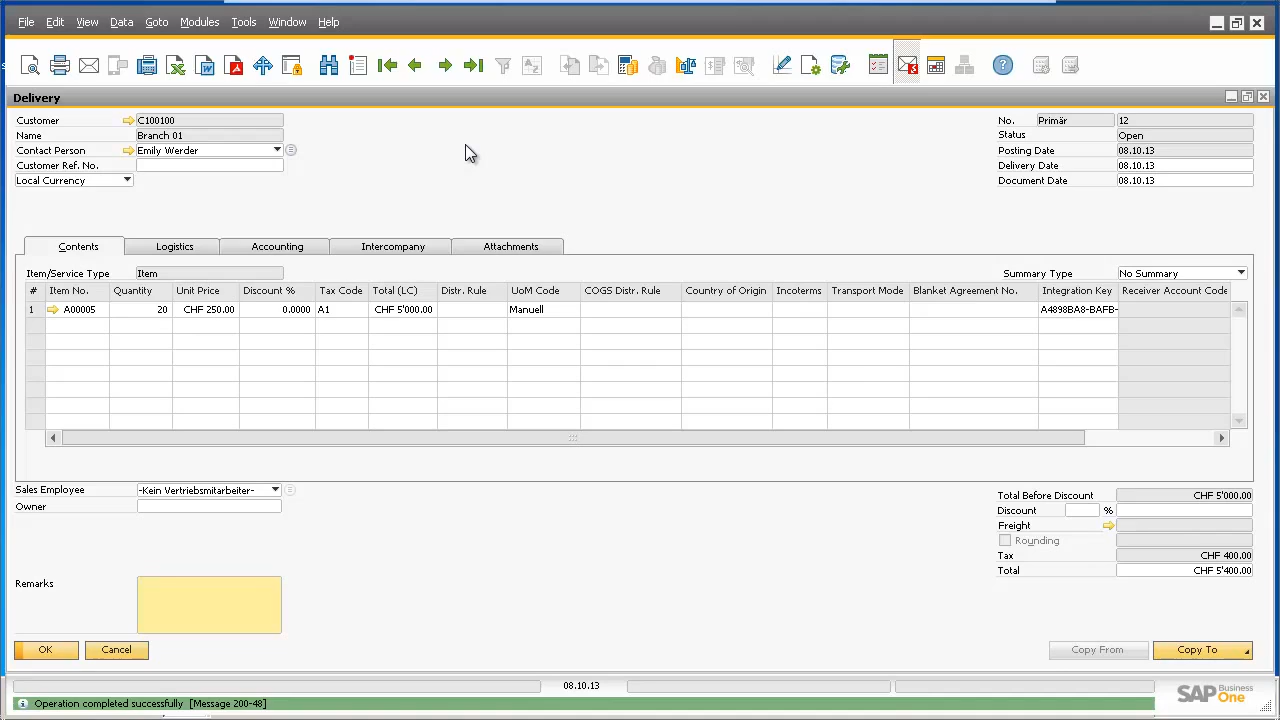 File Edit View Data Goto Modules Tools Window Help
Delivery
Customer C100100 No. Primär 12
Name Branch 01 Status Open
Contact Person Emily Werder Posting Date 08.10.13
Customer Ref. No. Delivery Date 08.10.13
Local Currency Document Date 08.10.13
Contents Logistics Accounting Intercompany Attachments
Item/Service Type Item Summary Type No Summary
# Item No. Quantity Unit Price Discount % Tax Code Total (LC) Distr. Rule UoM Code COGS Distr. Rule Country of Origin Incoterms Transport Mode Blanket Agreement No. Integration Key Receiver Account Code
1 A00005 20 CHF 250.00 0.0000 A1 CHF 5'000.00 Manuell A4898BA8-BAFB-
Sales Employee -Kein Vertriebsmitarbeiter- Total Before Discount CHF 5'000.00
Owner Discount %
Freight
Rounding
Tax CHF 400.00
Total CHF 5'400.00
Remarks
OK Cancel Copy From Copy To
08.10.13
Operation completed successfully [Message 200-48]
SAP Business One